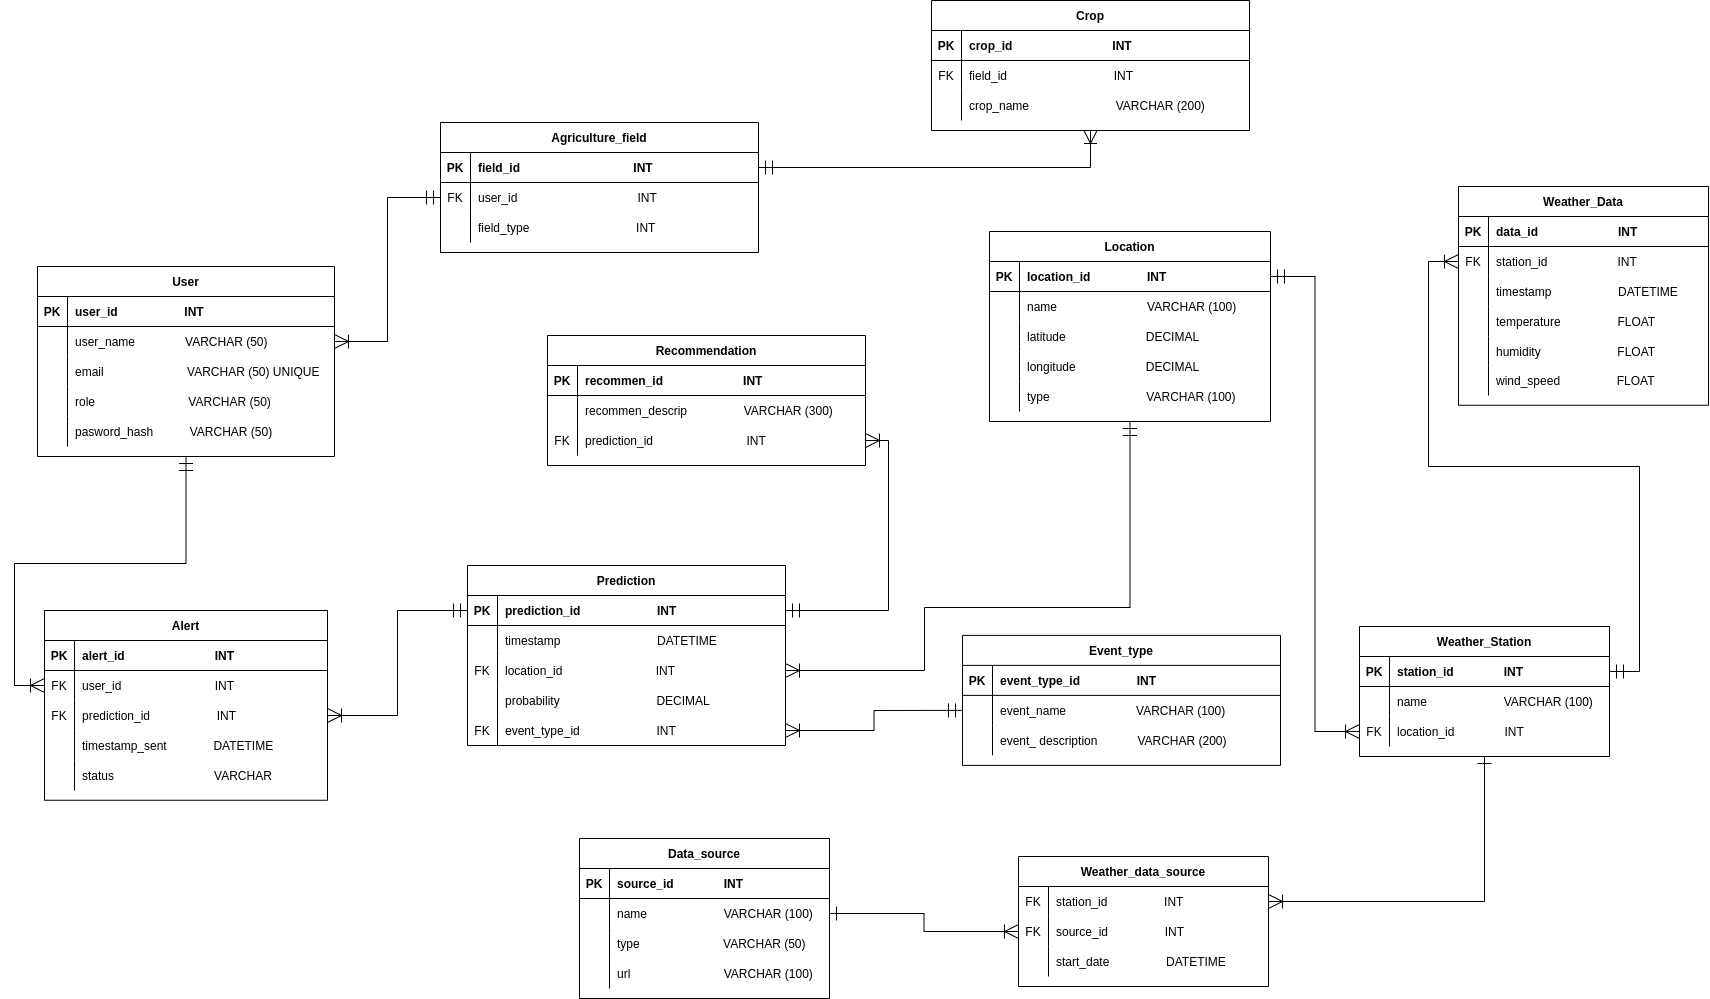 Crop
PK crop_id INT
FK field_id INT
crop_name VARCHAR (200)
Agriculture_field
PK field_id INT
FK user_id INT
field_type INT
Weather_Data
PK data_id INT
FK station_id INT
timestamp DATETIME
temperature FLOAT
humidity FLOAT
wind_speed FLOAT
Location
PK location_id INT
name VARCHAR (100)
latitude DECIMAL
longitude DECIMAL
type VARCHAR (100)
User
PK user_id INT
user_name VARCHAR (50)
email VARCHAR (50) UNIQUE
role VARCHAR (50)
pasword_hash VARCHAR (50)
Recommendation
PK recommen_id INT
recommen_descrip VARCHAR (300)
FK prediction_id INT
Prediction
PK prediction_id INT
timestamp DATETIME
FK location_id INT
probability DECIMAL
FK event_type_id INT
Alert
PK alert_id INT
FK user_id INT
FK prediction_id INT
timestamp_sent DATETIME
status VARCHAR
Event_type
PK event_type_id INT
event_name VARCHAR (100)
event_ description VARCHAR (200)
Weather_Station
PK station_id INT
name VARCHAR (100)
FK location_id INT
Data_source
PK source_id INT
name VARCHAR (100)
type VARCHAR (50)
url VARCHAR (100)
Weather_data_source
FK station_id INT
FK source_id INT
start_date DATETIME